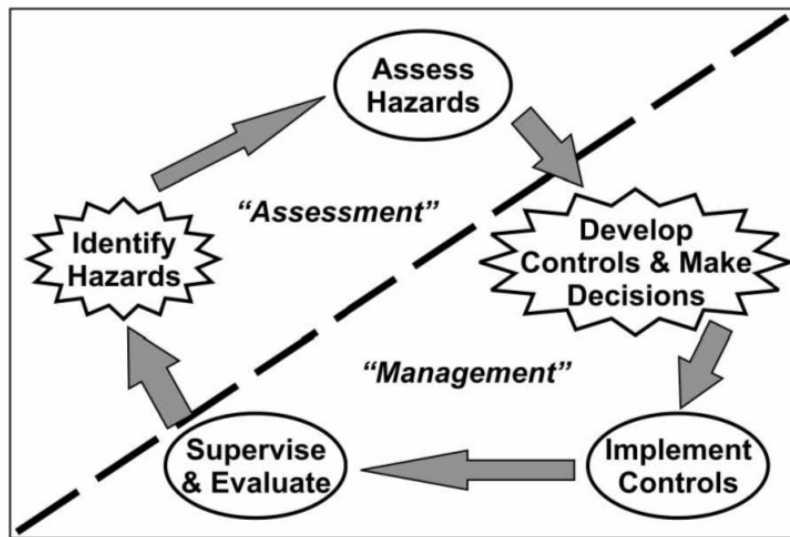 Assess
Hazards
"Assessment"
Identify
Hazards
Develop
Controls & Make
Decisions
"Management"
Supervise
& Evaluate
Implement
Controls